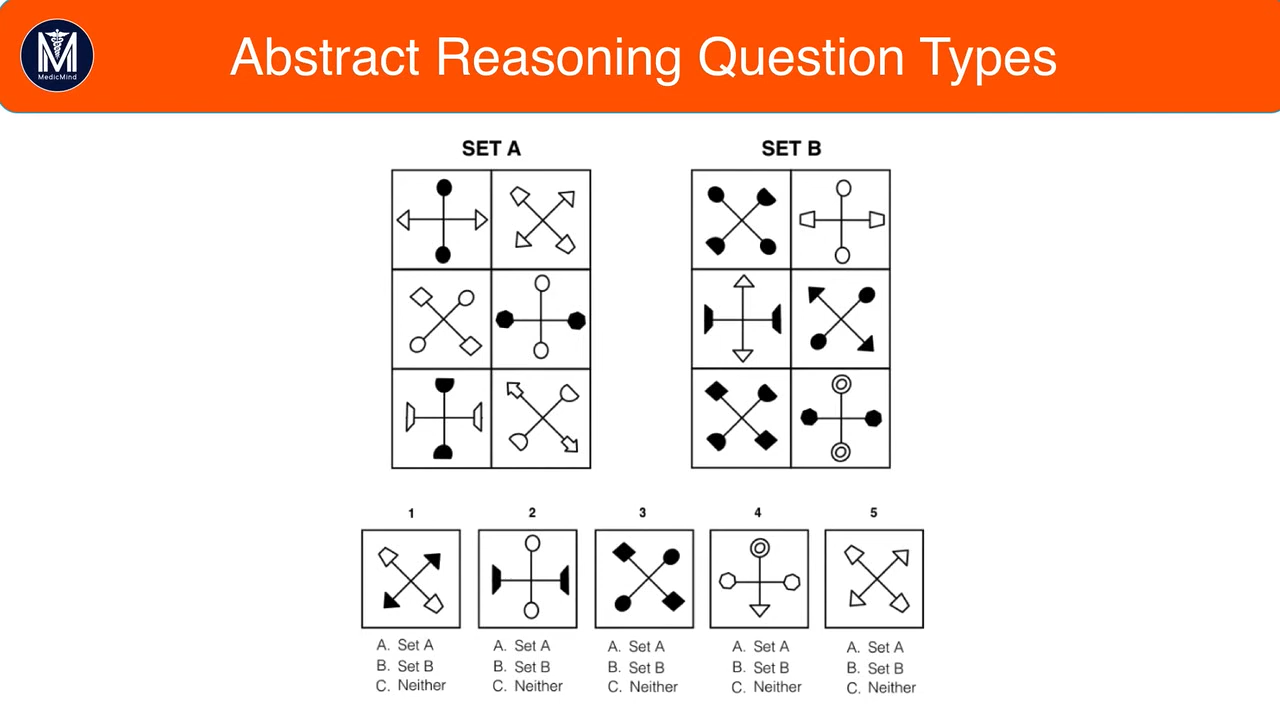 MedicMind
Abstract Reasoning Question Types
SET A
SET B
1
2
3
4
5
A. Set A
B. Set B
C. Neither
A. Set A
B. Set B
C. Neither
A. Set A
B. Set B
C. Neither
A. Set A
B. Set B
C. Neither
A. Set A
B. Set B
C. Neither